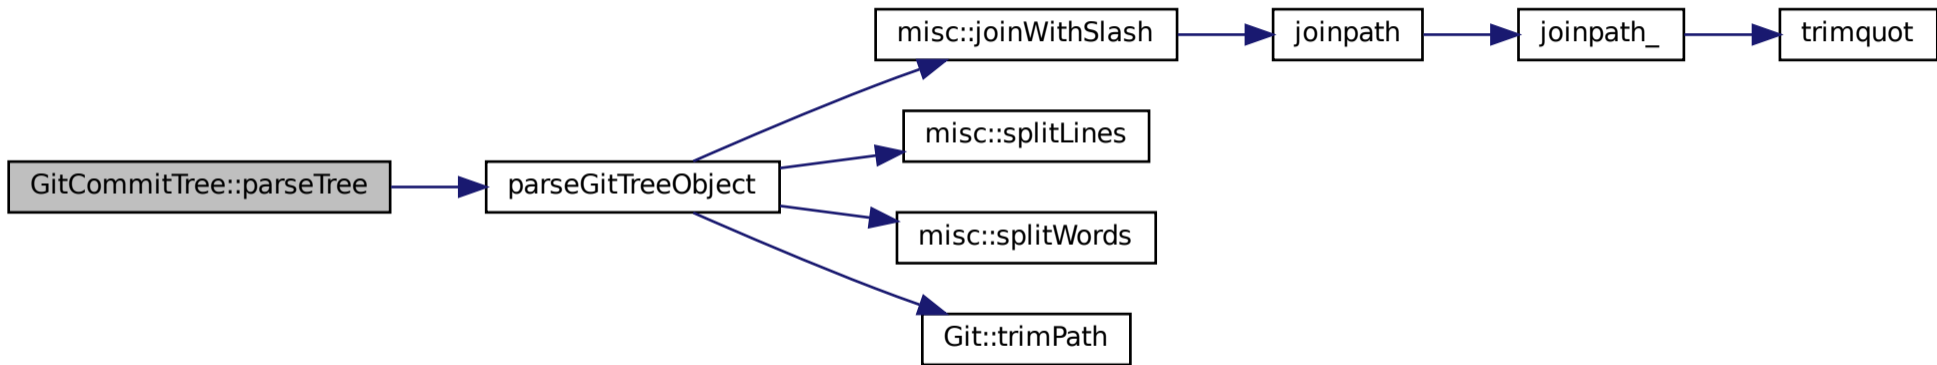 GitCommitTree::parseTree
parseGitTreeObject
misc::joinWithSlash
joinpath
joinpath_
trimquot
misc::splitLines
misc::splitWords
Git::trimPath